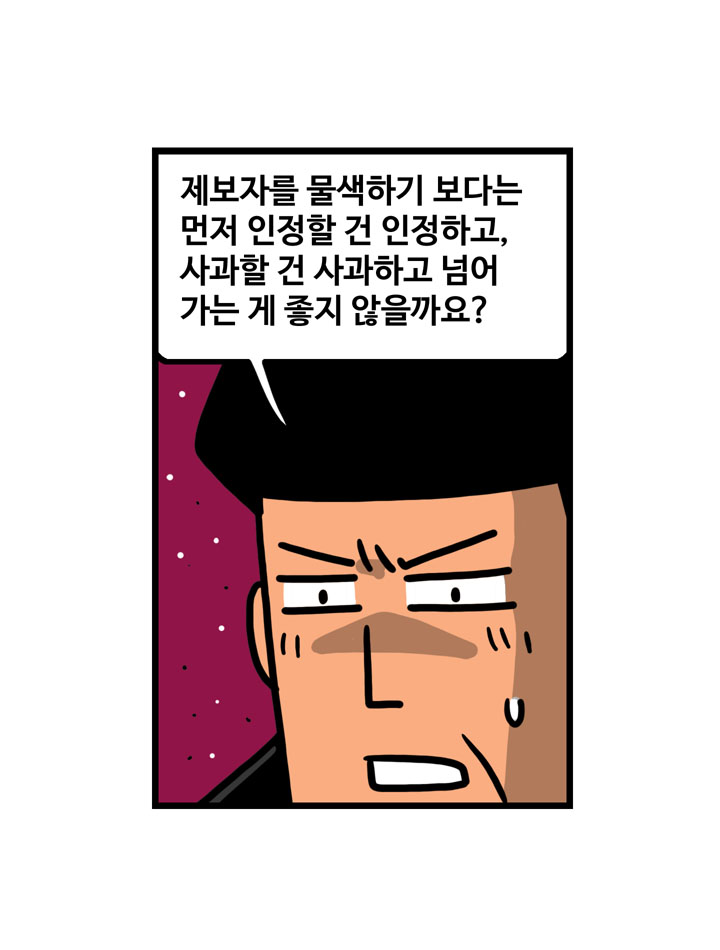 제보자를 물색하기 보다는
먼저 인정할 건 인정하고,
사과할 건 사과하고 넘어
가는 게 좋지 않을까요?